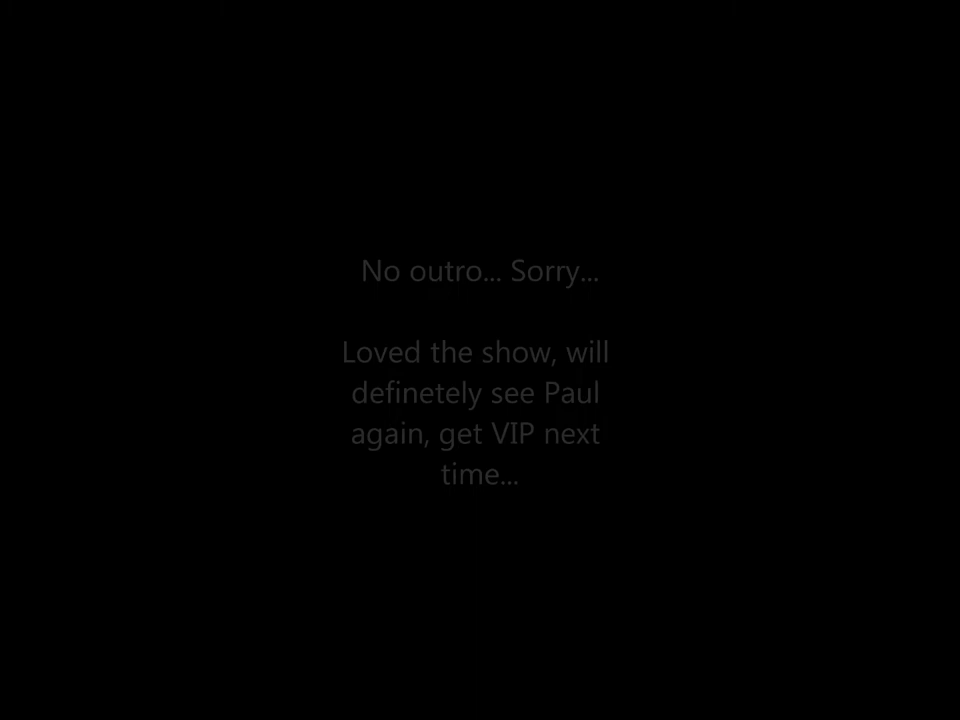 No outro... Sorry...
Loved the show, will
definetely see Paul
again, get VIP next
time...